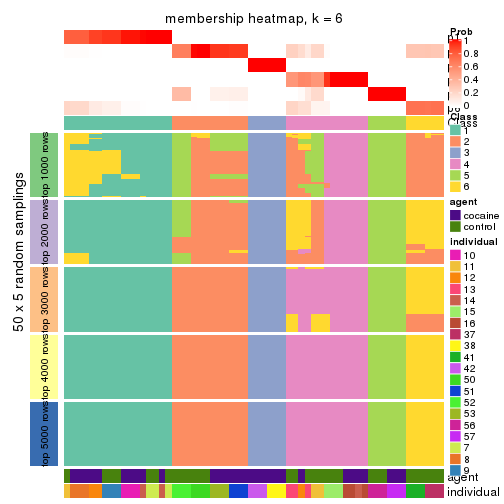 membership heatmap, k = 6
50 x 5 random samplings
top 1000 rows
top 2000 rows
top 3000 rows
top 4000 rows
top 5000 rows
Prob
1
0.8
0.6
0.4
0.2
0
Class
Class
1
2
3
4
5
6
agent
cocaine
control
individual
10
11
12
13
14
15
16
37
38
41
42
50
51
52
53
56
57
7
8
9
agent
individual